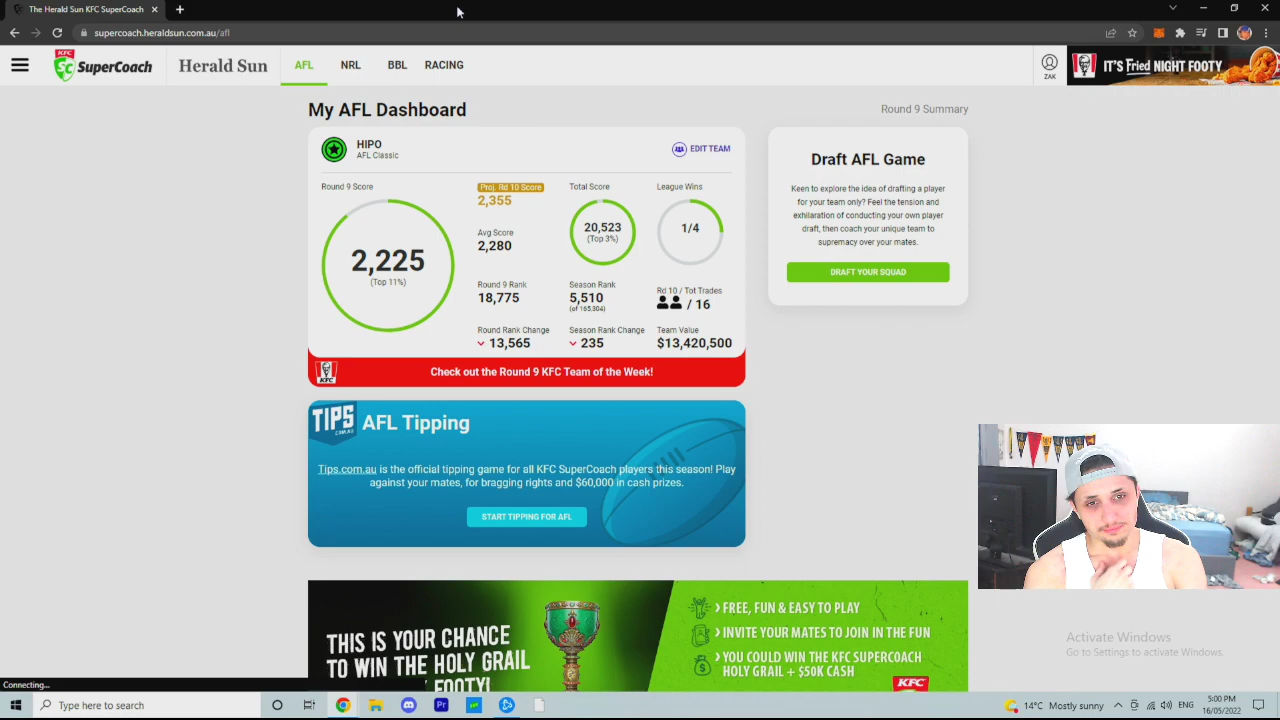 The Herald Sun KFC SuperCoach
supercoach.heraldsun.com.au/afl
KFC
SC SuperCoach
Herald Sun
AFL
NRL
BBL
RACING
ZAK
KFC
IT'S Fried NIGHT FOOTY
My AFL Dashboard
Round 9 Summary
HIPO
AFL Classic
EDIT TEAM
Round 9 Score
2,225
(Top 11%)
Proj. Rd 10 Score
2,355
Avg Score
2,280
Round 9 Rank
18,775
Round Rank Change
13,565
Total Score
20,523
(Top 3%)
Season Rank
5,510
(of 165,304)
Season Rank Change
235
League Wins
1/4
Rd 10 / Tot Trades
/ 16
Team Value
$13,420,500
KFC
Check out the Round 9 KFC Team of the Week!
Draft AFL Game
Keen to explore the idea of drafting a player
for your team only? Feel the tension and
exhilaration of conducting your own player
draft, then coach your unique team to
supremacy over your mates.
DRAFT YOUR SQUAD
TIPS
.COM.AU
AFL Tipping
Tips.com.au is the official tipping game for all KFC SuperCoach players this season! Play
against your mates, for bragging rights and $60,000 in cash prizes.
START TIPPING FOR AFL
THIS IS YOUR CHANCE
TO WIN THE HOLY GRAIL
FOOTY!
FREE, FUN & EASY TO PLAY
INVITE YOUR MATES TO JOIN IN THE FUN
YOU COULD WIN THE KFC SUPERCOACH
HOLY GRAIL + $50K CASH
KFC
Activate Windows
Go to Settings to activate Windows.
Connecting...
Type here to search
Pr
14°C Mostly sunny
ENG
5:00 PM
16/05/2022